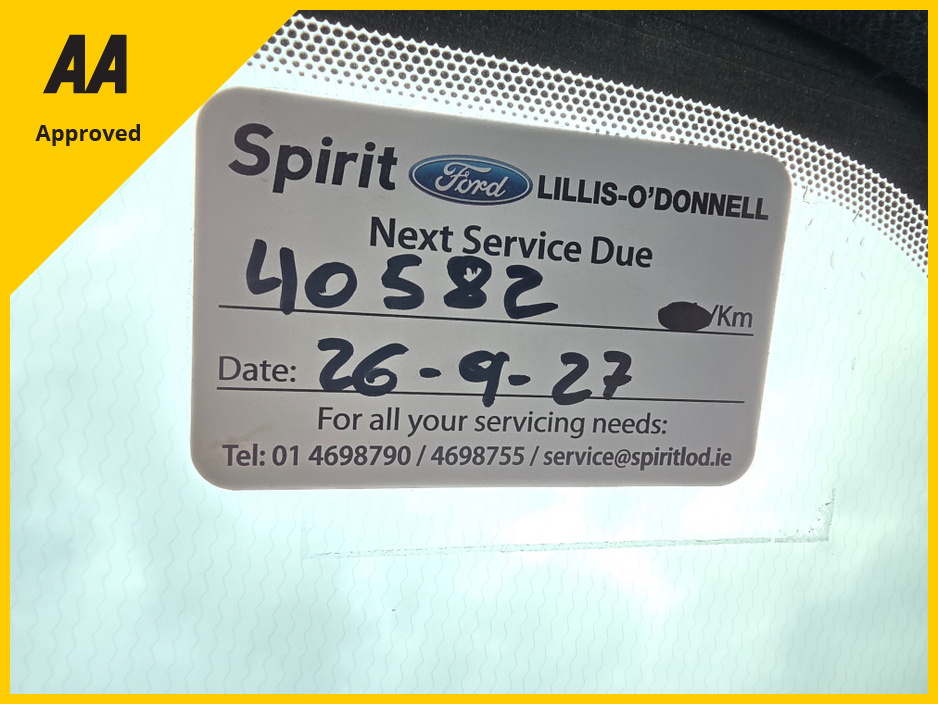 AA
Approved
Spirit Ford LILLIS-O'DONNELL
Next Service Due
40582 /Km
Date: 26-9-27
For all your servicing needs:
Tel: 01 4698790 / 4698755 / service@spiritlod.ie